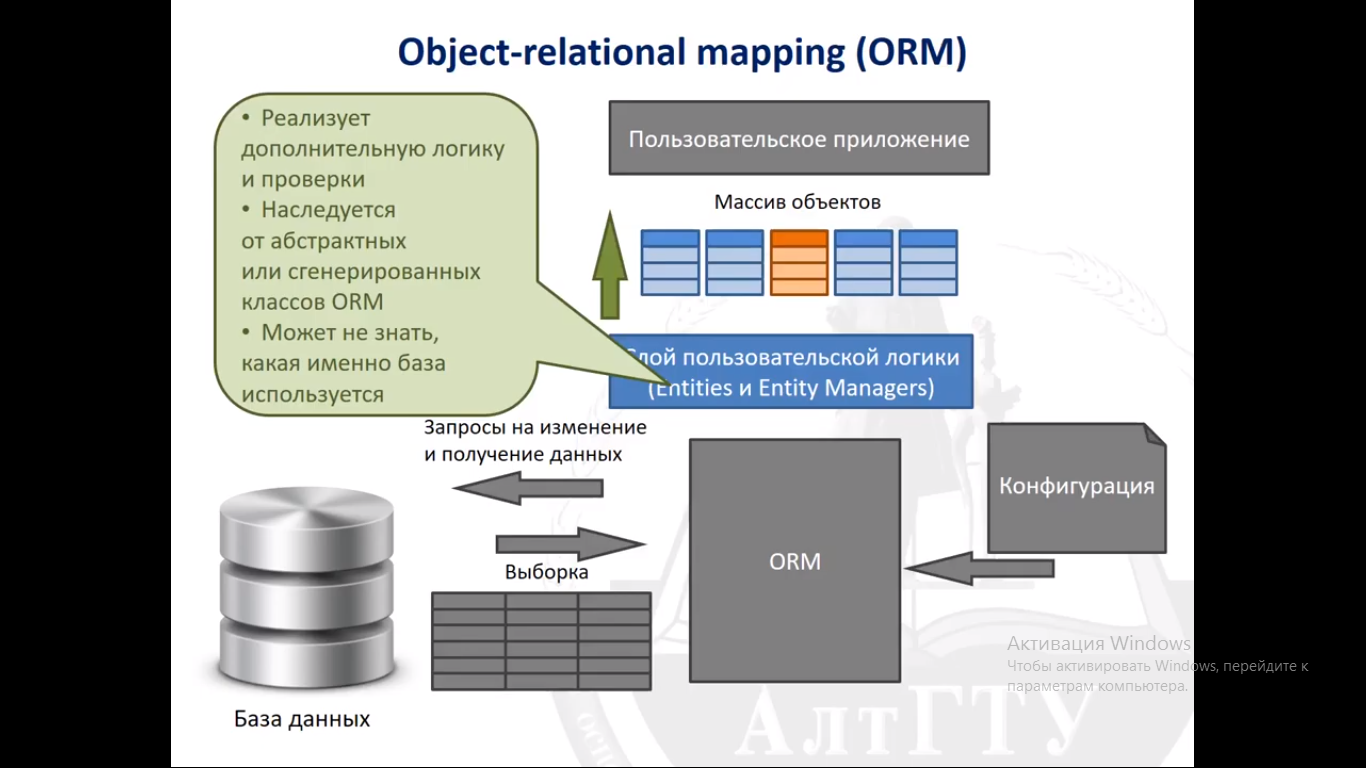 Object-relational mapping (ORM)
• Реализует
дополнительную логику
и проверки
• Наследуется
от абстрактных
или сгенерированных
классов ORM
• Может не знать,
какая именно база
используется
Пользовательское приложение
Массив объектов
Слой пользовательской логики
(Entities и Entity Managers)
Запросы на изменение
и получение данных
Выборка
ORM
Конфигурация
База данных
Активация Windows
Чтобы активировать Windows, перейдите к
параметрам компьютера.
АлтГТУ